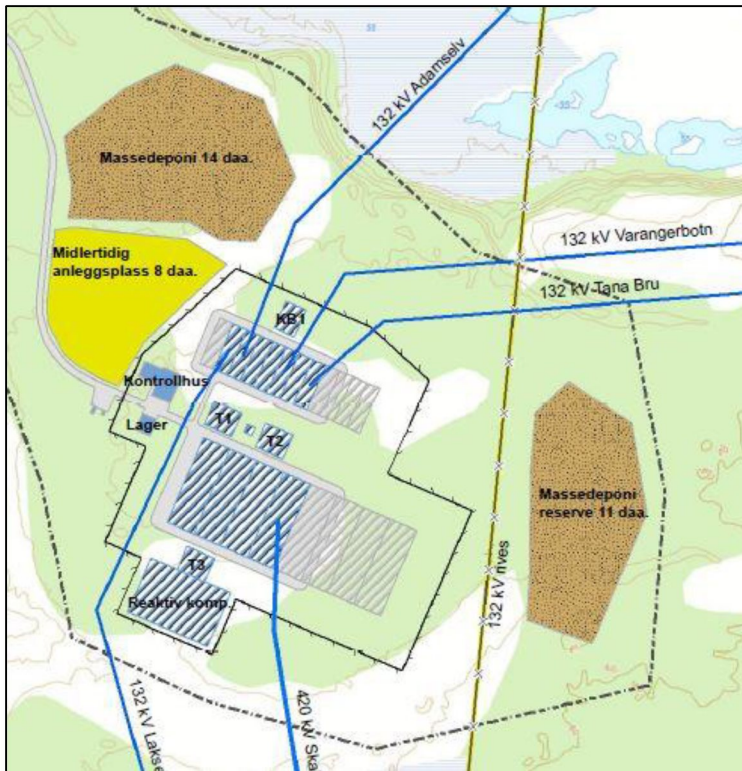 132 kV Adamselv
Massedeponi 14 daa.
132 kV Varangerbotn
Midlertidig
anleggsplass 8 daa.
132 kV Tana Bru
KB1
Kontrollhus
T1
T2
Lager
Massedeponi
reserve 11 daa.
T3
Reaktiv komp.
132 kV rives
132 kV Lakse
420 kV Ska